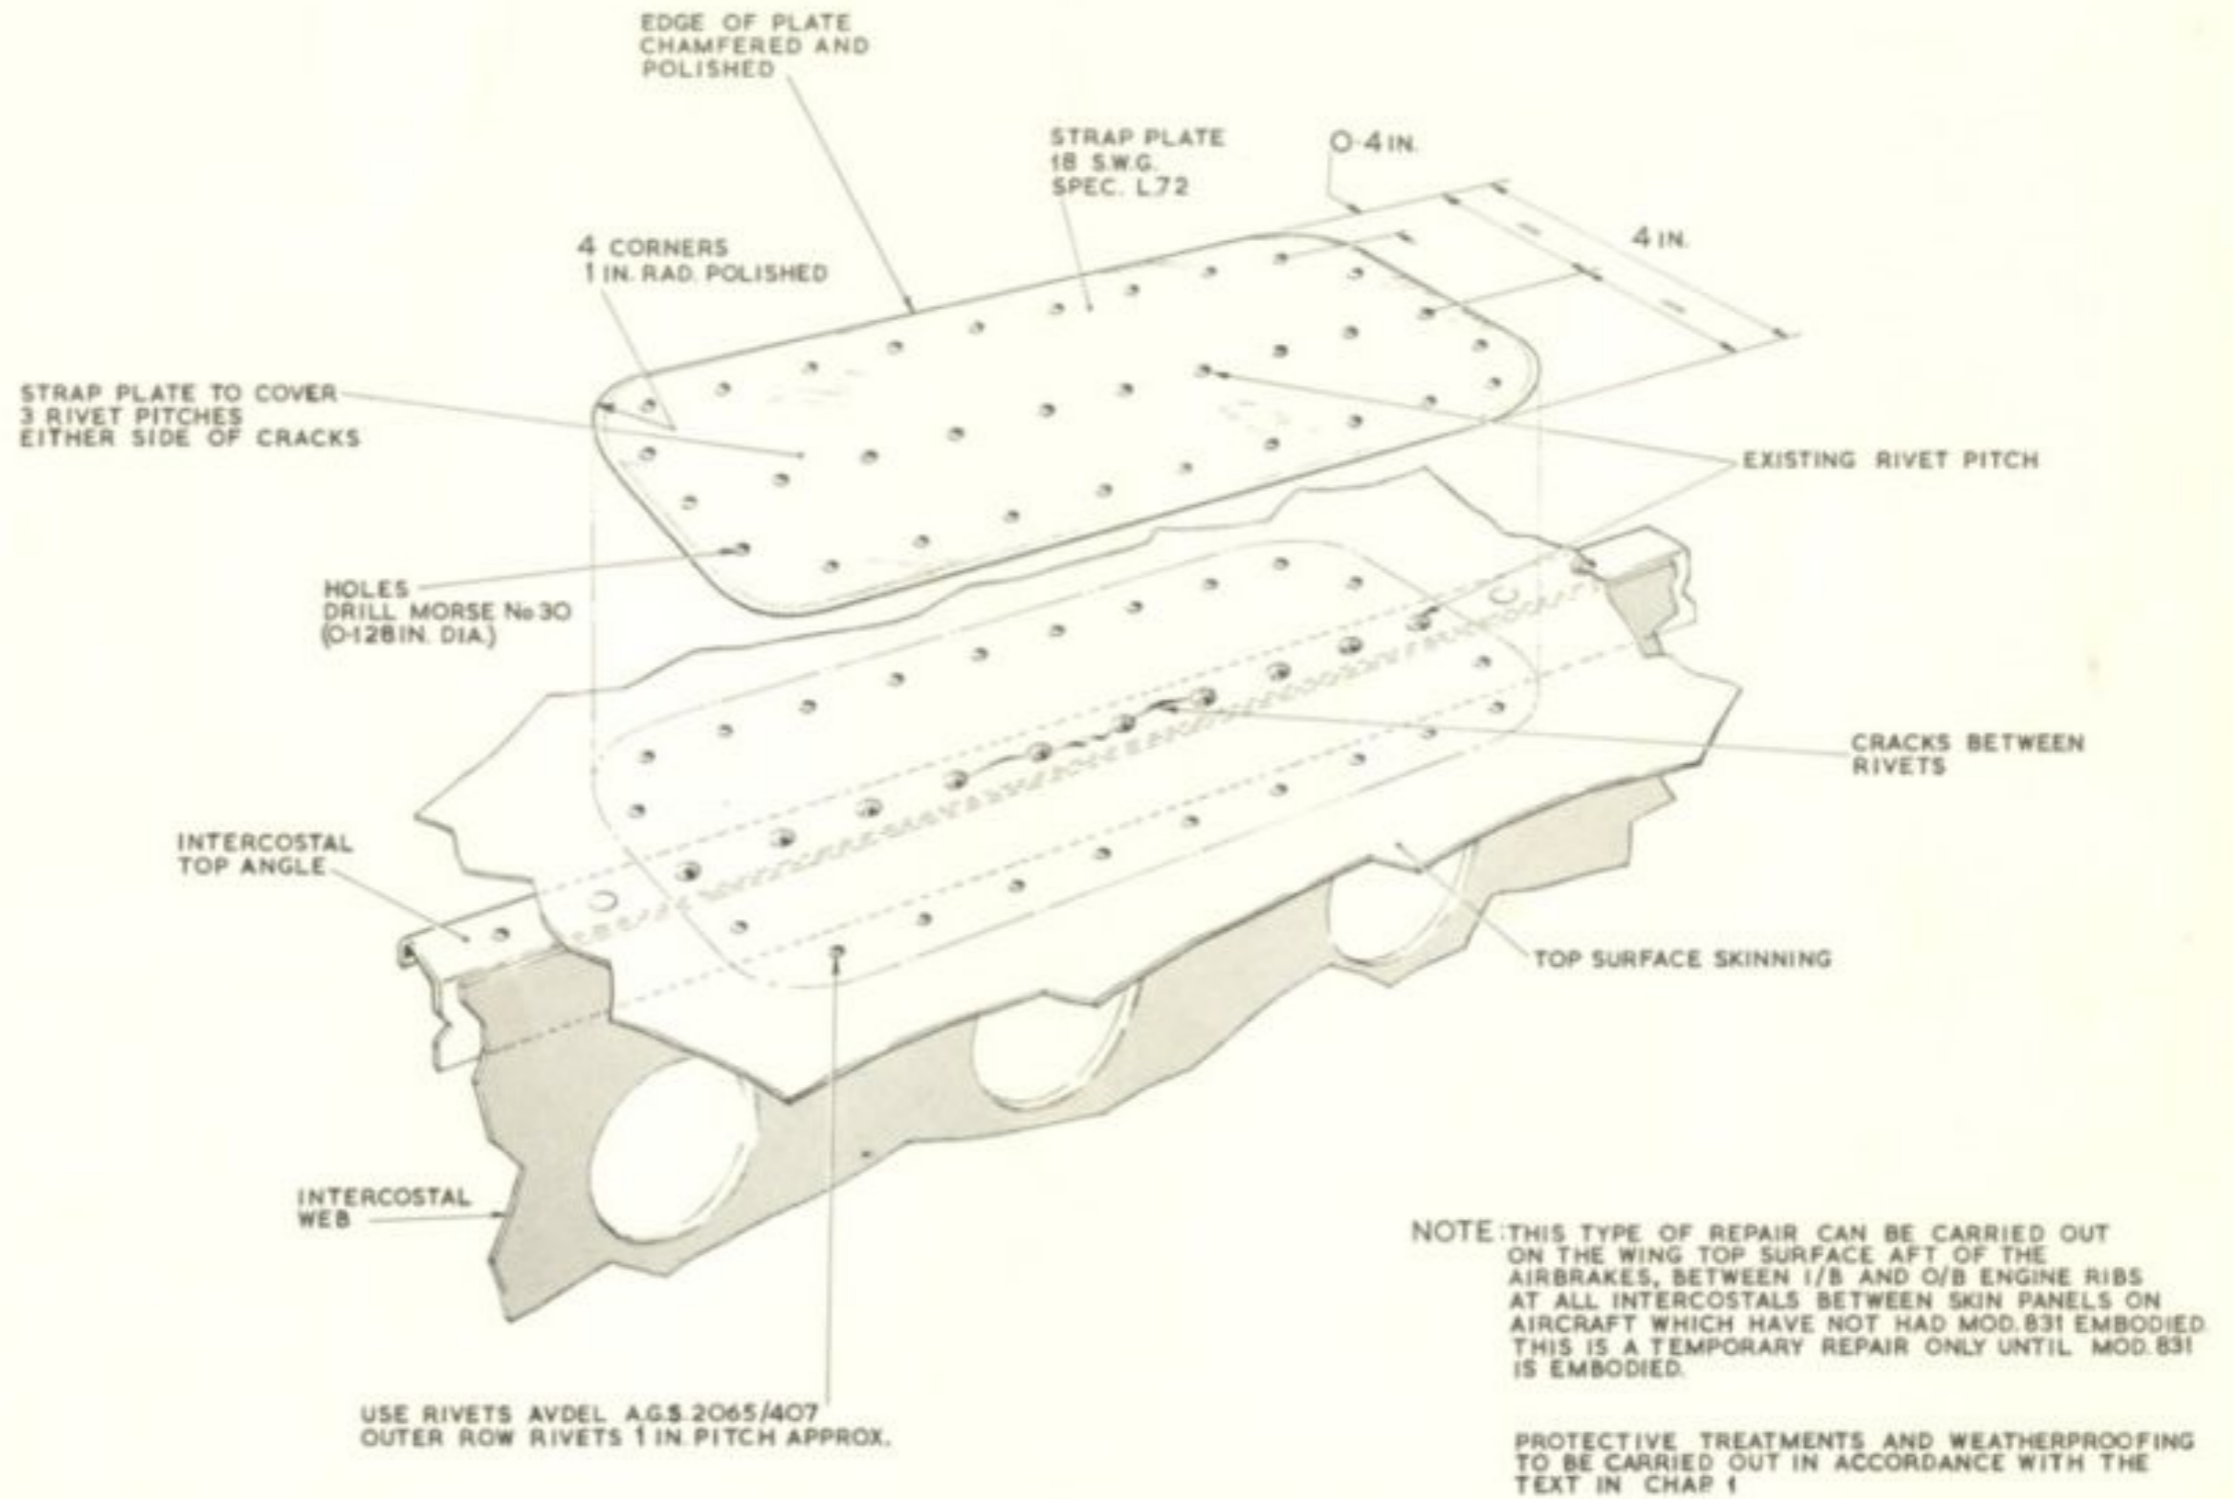 EDGE OF PLATE
CHAMFERED AND
POLISHED
STRAP PLATE
18 S.W.G.
SPEC. L.72
0·4 IN.
4 IN.
4 CORNERS
1 IN. RAD. POLISHED
STRAP PLATE TO COVER
3 RIVET PITCHES
EITHER SIDE OF CRACKS
EXISTING RIVET PITCH
HOLES
DRILL MORSE No 30
(0·128 IN. DIA.)
CRACKS BETWEEN
RIVETS
INTERCOSTAL
TOP ANGLE
TOP SURFACE SKINNING
INTERCOSTAL
WEB
USE RIVETS AVDEL A.G.S. 2065/407
OUTER ROW RIVETS 1 IN. PITCH APPROX.
NOTE: THIS TYPE OF REPAIR CAN BE CARRIED OUT
ON THE WING TOP SURFACE AFT OF THE
AIRBRAKES, BETWEEN I/B AND O/B ENGINE RIBS
AT ALL INTERCOSTALS BETWEEN SKIN PANELS ON
AIRCRAFT WHICH HAVE NOT HAD MOD. 831 EMBODIED.
THIS IS A TEMPORARY REPAIR ONLY UNTIL MOD. 831
IS EMBODIED.
PROTECTIVE TREATMENTS AND WEATHERPROOFING
TO BE CARRIED OUT IN ACCORDANCE WITH THE
TEXT IN CHAP. 1